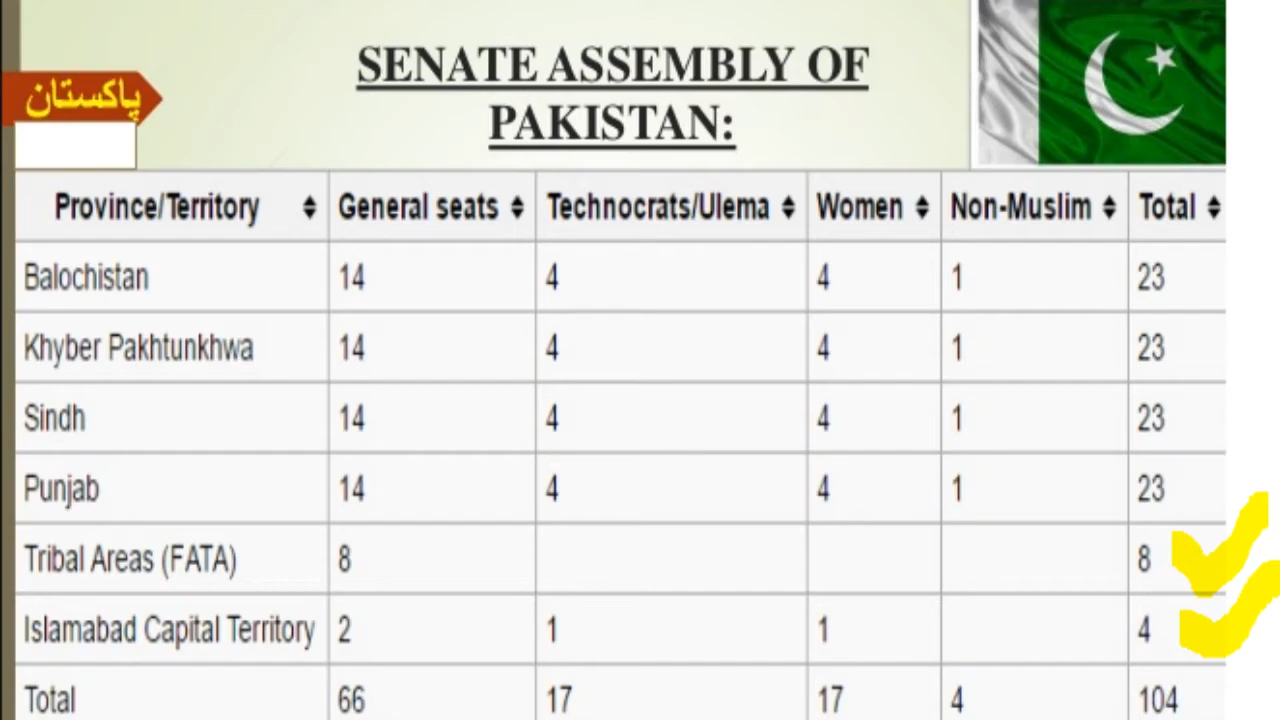 SENATE ASSEMBLY OF
PAKISTAN:
پاکستان
Province/Territory General seats Technocrats/Ulema Women Non-Muslim Total
Balochistan 14 4 4 1 23
Khyber Pakhtunkhwa 14 4 4 1 23
Sindh 14 4 4 1 23
Punjab 14 4 4 1 23
Tribal Areas (FATA) 8 8
Islamabad Capital Territory 2 1 1 4
Total 66 17 17 4 104